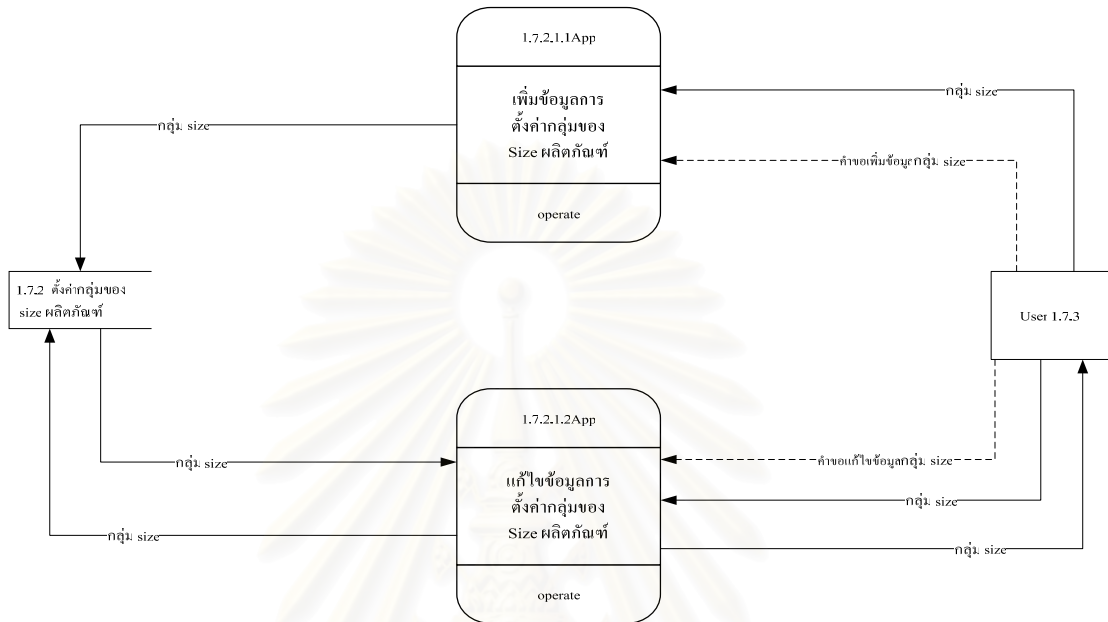 1.7.2.1.1App
เพิ่มข้อมูลการ
ตั้งค่ากลุ่มของ
Size ผลิตภัณฑ์
operate
กลุ่ม size
กลุ่ม size
คำขอเพิ่มข้อมูลกลุ่ม size
1.7.2 ตั้งค่ากลุ่มของ
size ผลิตภัณฑ์
User 1.7.3
1.7.2.1.2App
แก้ไขข้อมูลการ
ตั้งค่ากลุ่มของ
Size ผลิตภัณฑ์
operate
กลุ่ม size
กลุ่ม size
คำขอแก้ไขข้อมูลกลุ่ม size
กลุ่ม size
กลุ่ม size